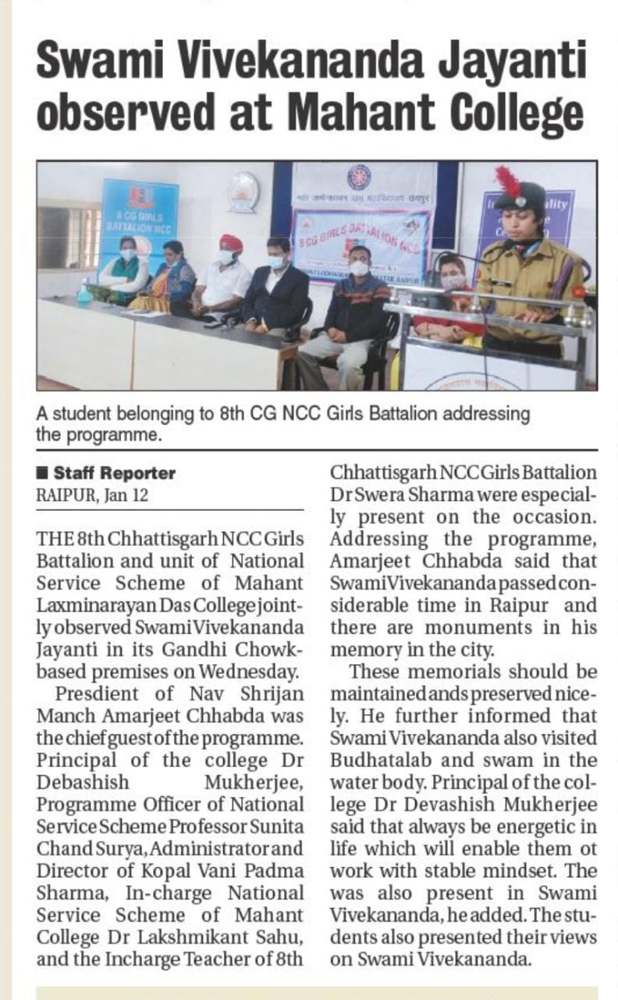 Swami Vivekananda Jayanti
observed at Mahant College
8 CG GIRLS
BATTALION NCC
8 CG GIRLS BATTALION NCC
A student belonging to 8th CG NCC Girls Battalion addressing
the programme.
■ Staff Reporter
RAIPUR, Jan 12
THE 8th Chhattisgarh NCC Girls
Battalion and unit of National
Service Scheme of Mahant
Laxminarayan Das College joint-
ly observed Swami Vivekananda
Jayanti in its Gandhi Chowk-
based premises on Wednesday.
Presdient of Nav Shrijan
Manch Amarjeet Chhabda was
the chief guest of the programme.
Principal of the college Dr
Debashish Mukherjee,
Programme Officer of National
Service Scheme Professor Sunita
Chand Surya, Administrator and
Director of Kopal Vani Padma
Sharma, In-charge National
Service Scheme of Mahant
College Dr Lakshmikant Sahu,
and the Incharge Teacher of 8th
Chhattisgarh NCC Girls Battalion
Dr Swera Sharma were especial-
ly present on the occasion.
Addressing the programme,
Amarjeet Chhabda said that
Swami Vivekananda passed con-
siderable time in Raipur and
there are monuments in his
memory in the city.
These memorials should be
maintained ands preserved nice-
ly. He further informed that
Swami Vivekananda also visited
Budhatalab and swam in the
water body. Principal of the col-
lege Dr Devashish Mukherjee
said that always be energetic in
life which will enable them ot
work with stable mindset. The
was also present in Swami
Vivekananda, he added. The stu-
dents also presented their views
on Swami Vivekananda.